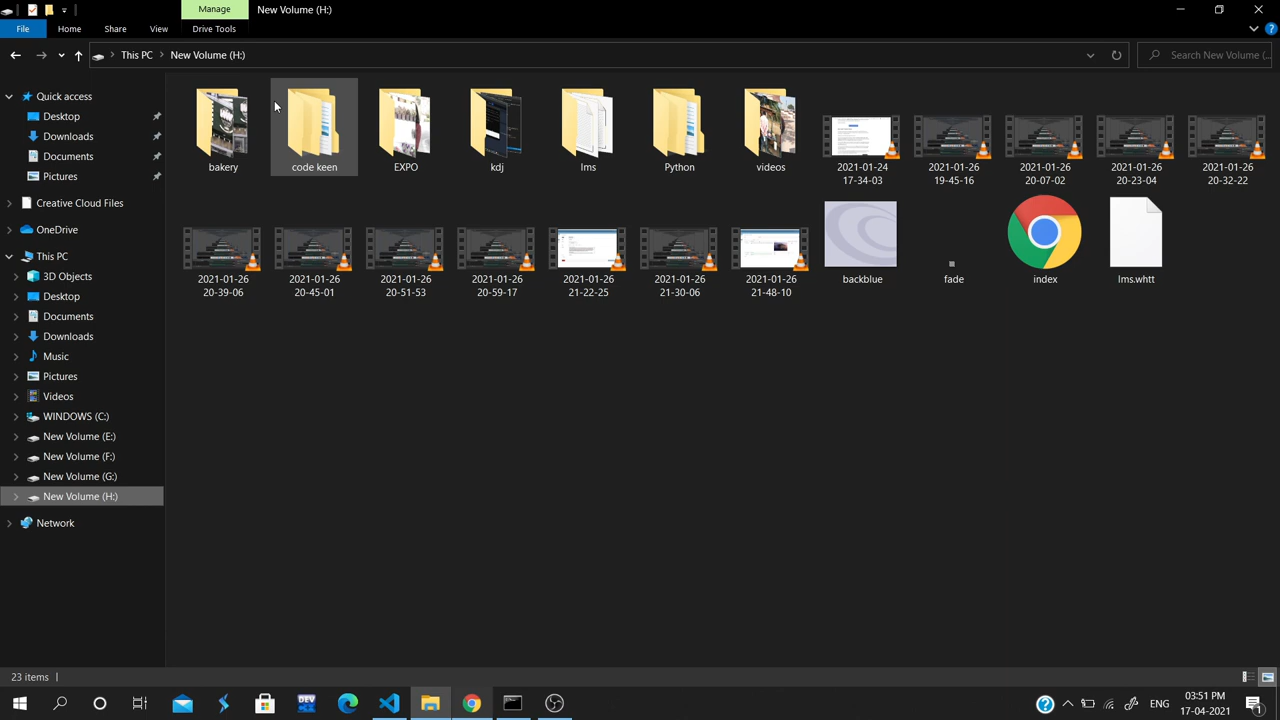 Manage
New Volume (H:)
File
Home
Share
View
Drive Tools
This PC
New Volume (H:)
Search New Volume (...
Quick access
Desktop
Downloads
Documents
Pictures
Creative Cloud Files
OneDrive
This PC
3D Objects
Desktop
Documents
Downloads
Music
Pictures
Videos
WINDOWS (C:)
New Volume (E:)
New Volume (F:)
New Volume (G:)
New Volume (H:)
Network
bakery
code keen
EXPO
kdj
lms
Python
videos
2021-01-24
17-34-03
2021-01-26
19-45-16
2021-01-26
20-07-02
2021-01-26
20-23-04
2021-01-26
20-32-22
2021-01-26
20-39-06
2021-01-26
20-45-01
2021-01-26
20-51-53
2021-01-26
20-59-17
2021-01-26
21-22-25
2021-01-26
21-30-06
2021-01-26
21-48-10
backblue
fade
index
lms.whtt
23 items
DEV
ENG
03:51 PM
17-04-2021
1